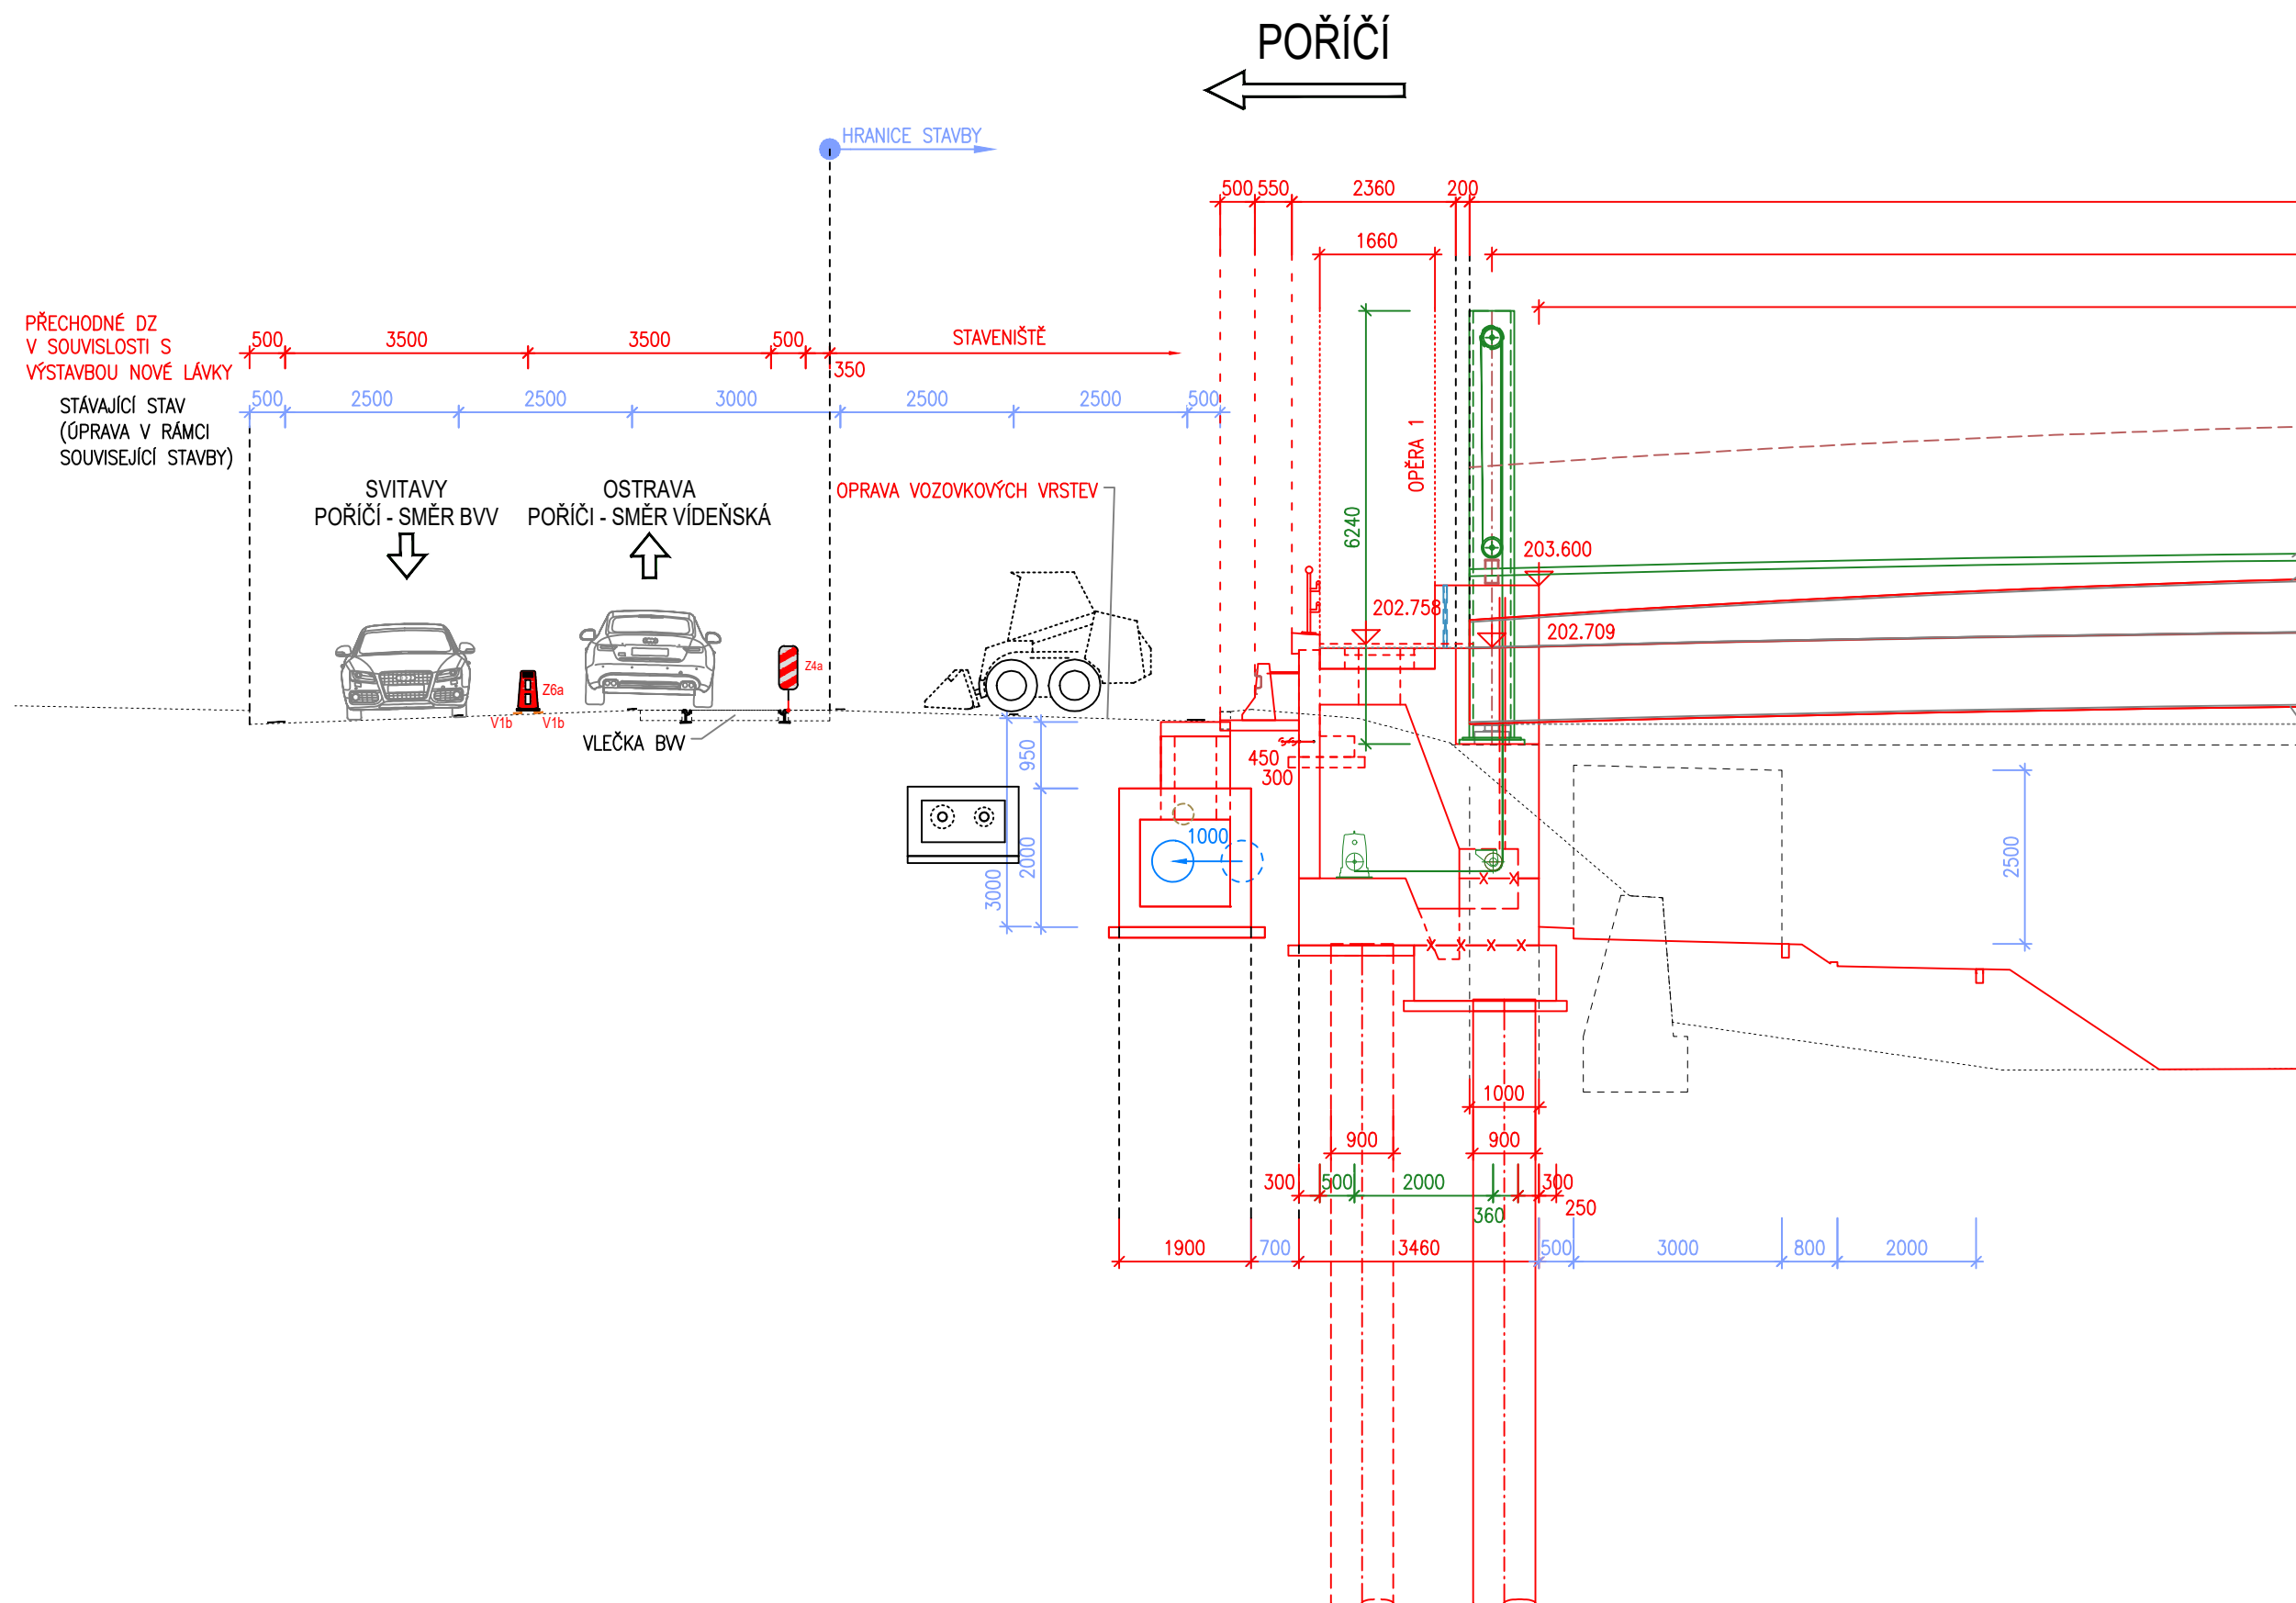 POŘÍČÍ
HRANICE STAVBY
500 550 2360 200
1660
PŘECHODNÉ DZ
V SOUVISLOSTI S
VÝSTAVBOU NOVÉ LÁVKY
500 3500 3500 500 STAVENIŠTĚ
350
STÁVAJÍCÍ STAV
(ÚPRAVA V RÁMCI
SOUVISEJÍCÍ STAVBY)
500 2500 2500 3000 2500 2500 500
SVITAVY
POŘÍČÍ - SMĚR BVV
OSTRAVA
POŘÍČI - SMĚR VÍDEŇSKÁ
OPRAVA VOZOVKOVÝCH VRSTEV
OPĚRA 1
6240
203.600
202.758
202.709
Z4a
Z6a
V1b V1b
VLEČKA BVV
950
450
300
1000
2000
3000
2500
1000
900 900
300 500 2000 300
360 250
1900 700 3460 500 3000 800 2000